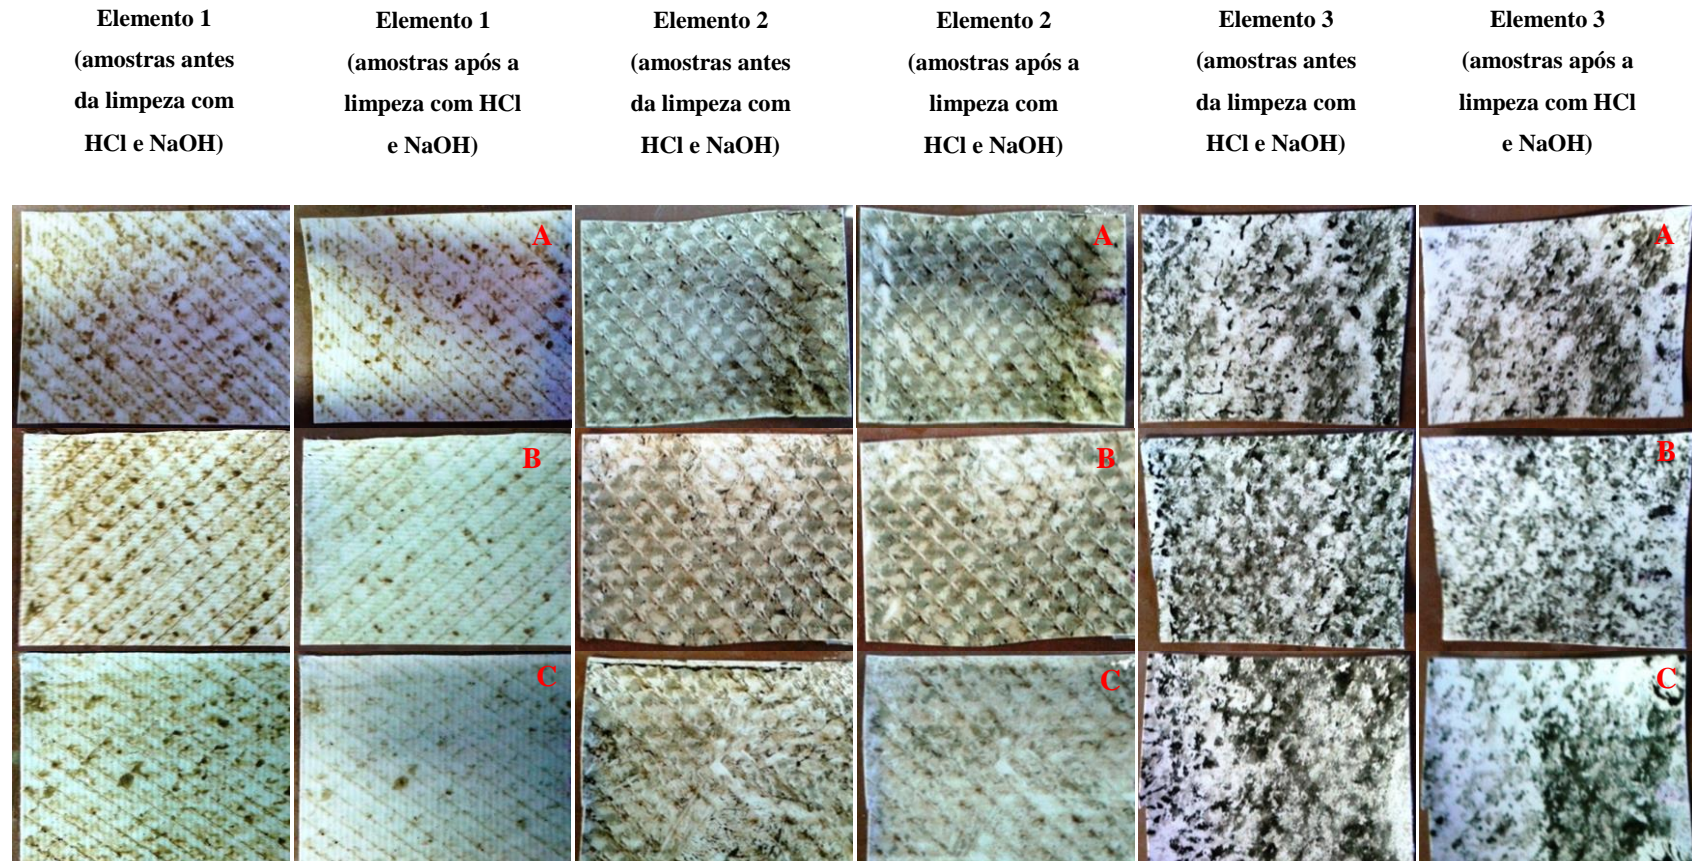 Elemento 1
(amostras antes
da limpeza com
HCl e NaOH)
Elemento 1
(amostras após a
limpeza com HCl
e NaOH)
Elemento 2
(amostras antes
da limpeza com
HCl e NaOH)
Elemento 2
(amostras após a
limpeza com
HCl e NaOH)
Elemento 3
(amostras antes
da limpeza com
HCl e NaOH)
Elemento 3
(amostras após a
limpeza com HCl
e NaOH)
A
A
A
B
B
B
C
C
C